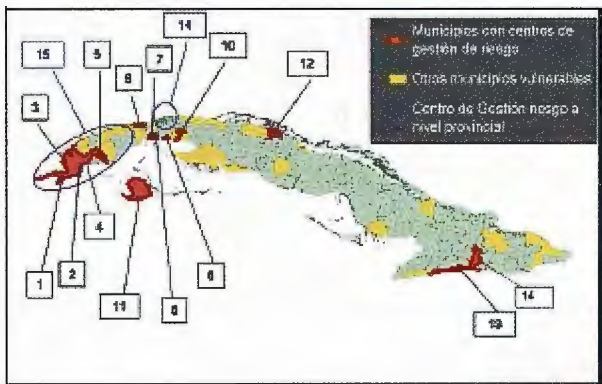 14
15
5
7
10
3
12
Municipios con centros de
gestión de riesgo
Otros municipios vulnerables
Centro de Gestión riesgo a
nivel provincial
4
1
2
11
6
14
13